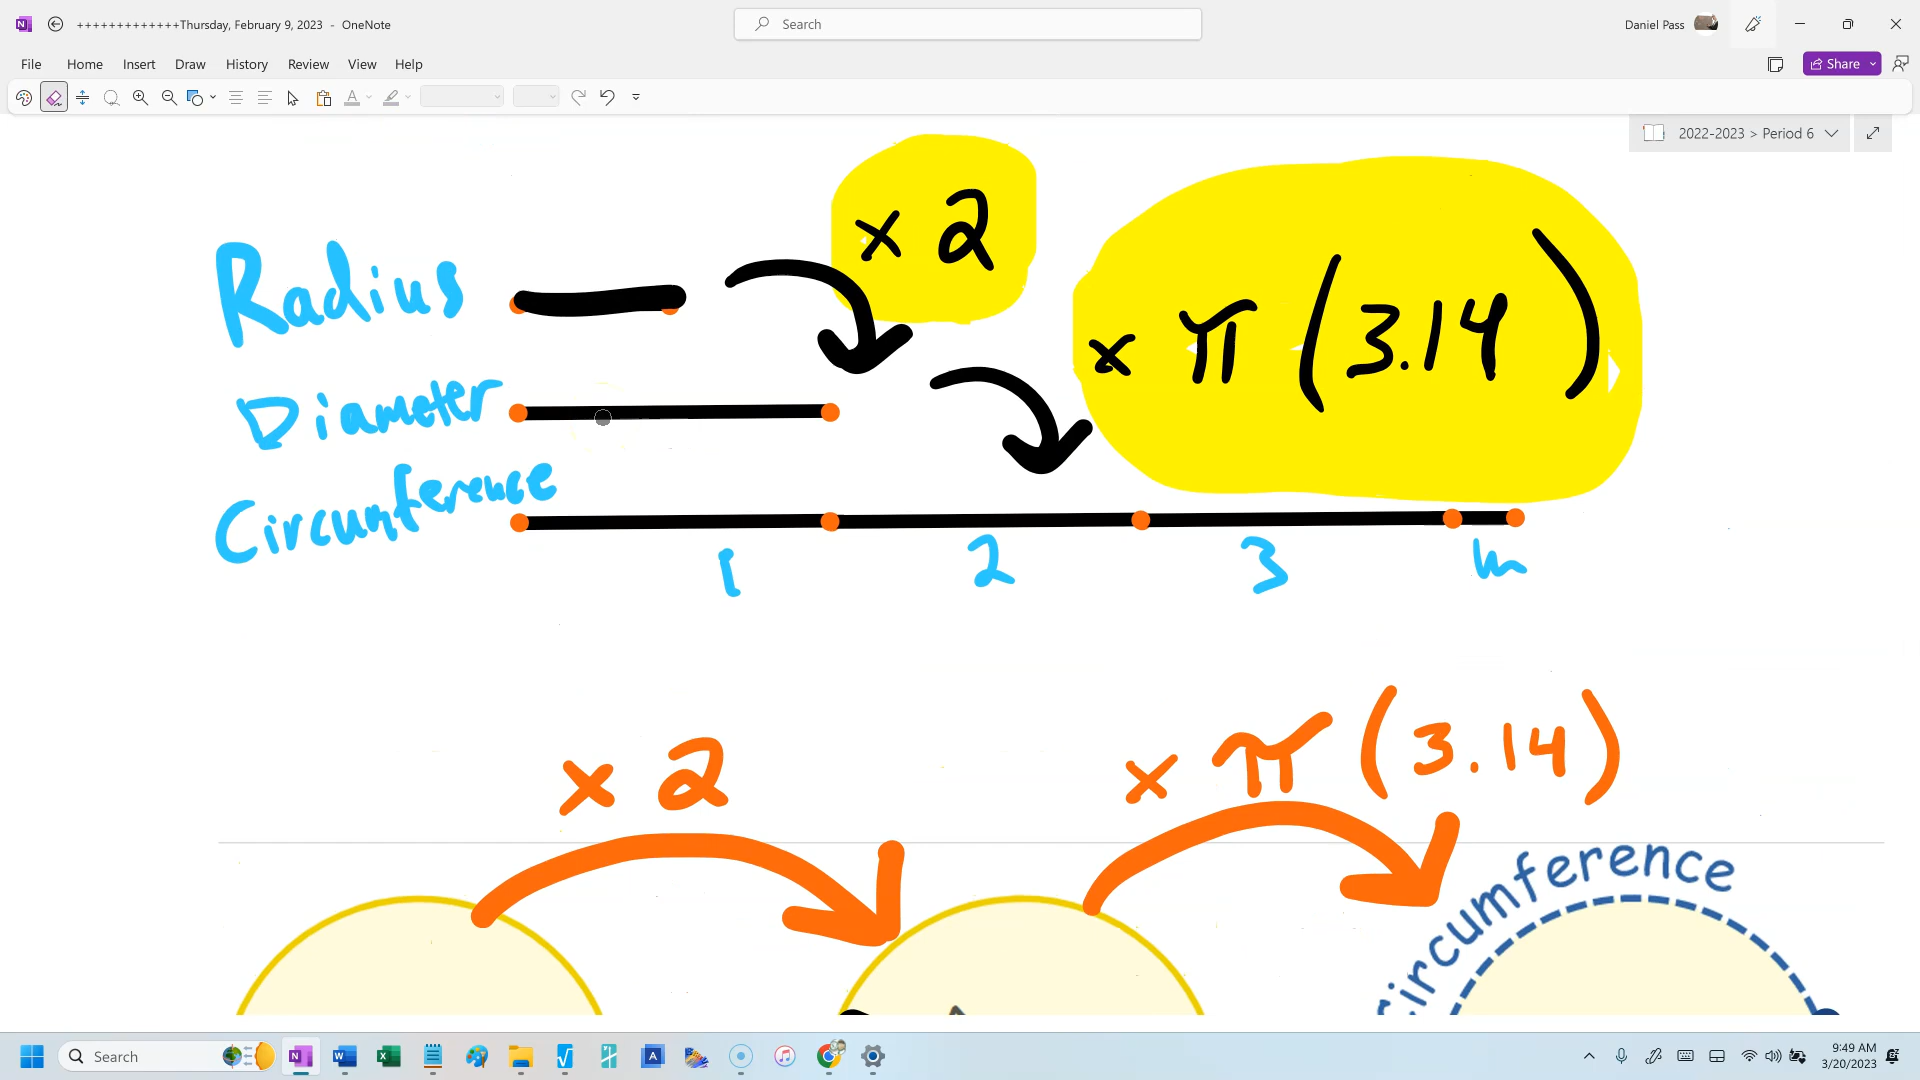 +++++++++++++Thursday, February 9, 2023 - OneNote
Search
Daniel Pass
File Home Insert Draw History Review View Help
Share
2022-2023 > Period 6
x 2
Radius
x π (3.14)
Diameter
Circumference
1 2 3
x 2
x π (3.14)
Circumference
Search
9:49 AM
3/20/2023